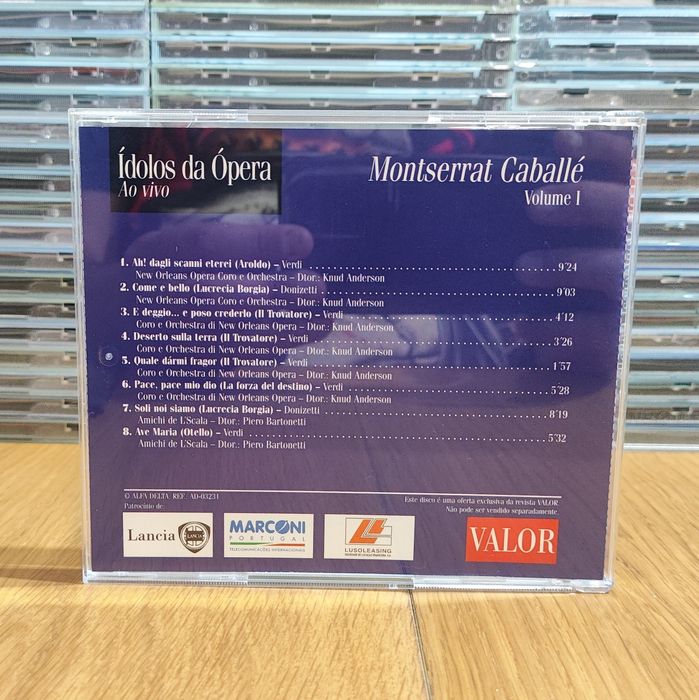 Ídolos da Ópera
Ao vivo
Montserrat Caballé
Volume 1
1. Ah! dagli scanni eterei (Aroldo) – Verdi 9´24
New Orleans Opera Coro e Orchestra – Dtor.: Knud Anderson
2. Come e bello (Lucrecia Borgia) – Donizetti 9´03
New Orleans Opera Coro e Orchestra – Dtor.: Knud Anderson
3. E deggio... e poso crederlo (Il Trovatore) – Verdi 4´12
Coro e Orchestra di New Orleans Opera – Dtor.: Knud Anderson
4. Deserto sulla terra (Il Trovatore) – Verdi 3´26
Coro e Orchestra di New Orleans Opera – Dtor.: Knud Anderson
5. Quale dármi fragor (Il Trovatore) – Verdi 1´57
Coro e Orchestra di New Orleans Opera – Dtor.: Knud Anderson
6. Pace, pace mio dio (La forza del destino) – Verdi 5´28
Coro e Orchestra di New Orleans Opera – Dtor.: Knud Anderson
7. Soli noi siamo (Lucrecia Borgia) – Donizetti 8´19
Amichi de L'Scala – Dtor.: Piero Bartonetti
8. Ave Maria (Otello) – Verdi 5´32
Amichi de L'Scala – Dtor.: Piero Bartonetti
© ALFA DELTA REF.: AD-03231
Patrocínio de:
Este disco é uma oferta exclusiva da revista VALOR
Não pode ser vendido separadamente.
Lancia LANCIA
MARCONI
PORTUGAL
TELECOMUNICAÇÕES INTERNACIONAIS
LUSOLEASING
VALOR